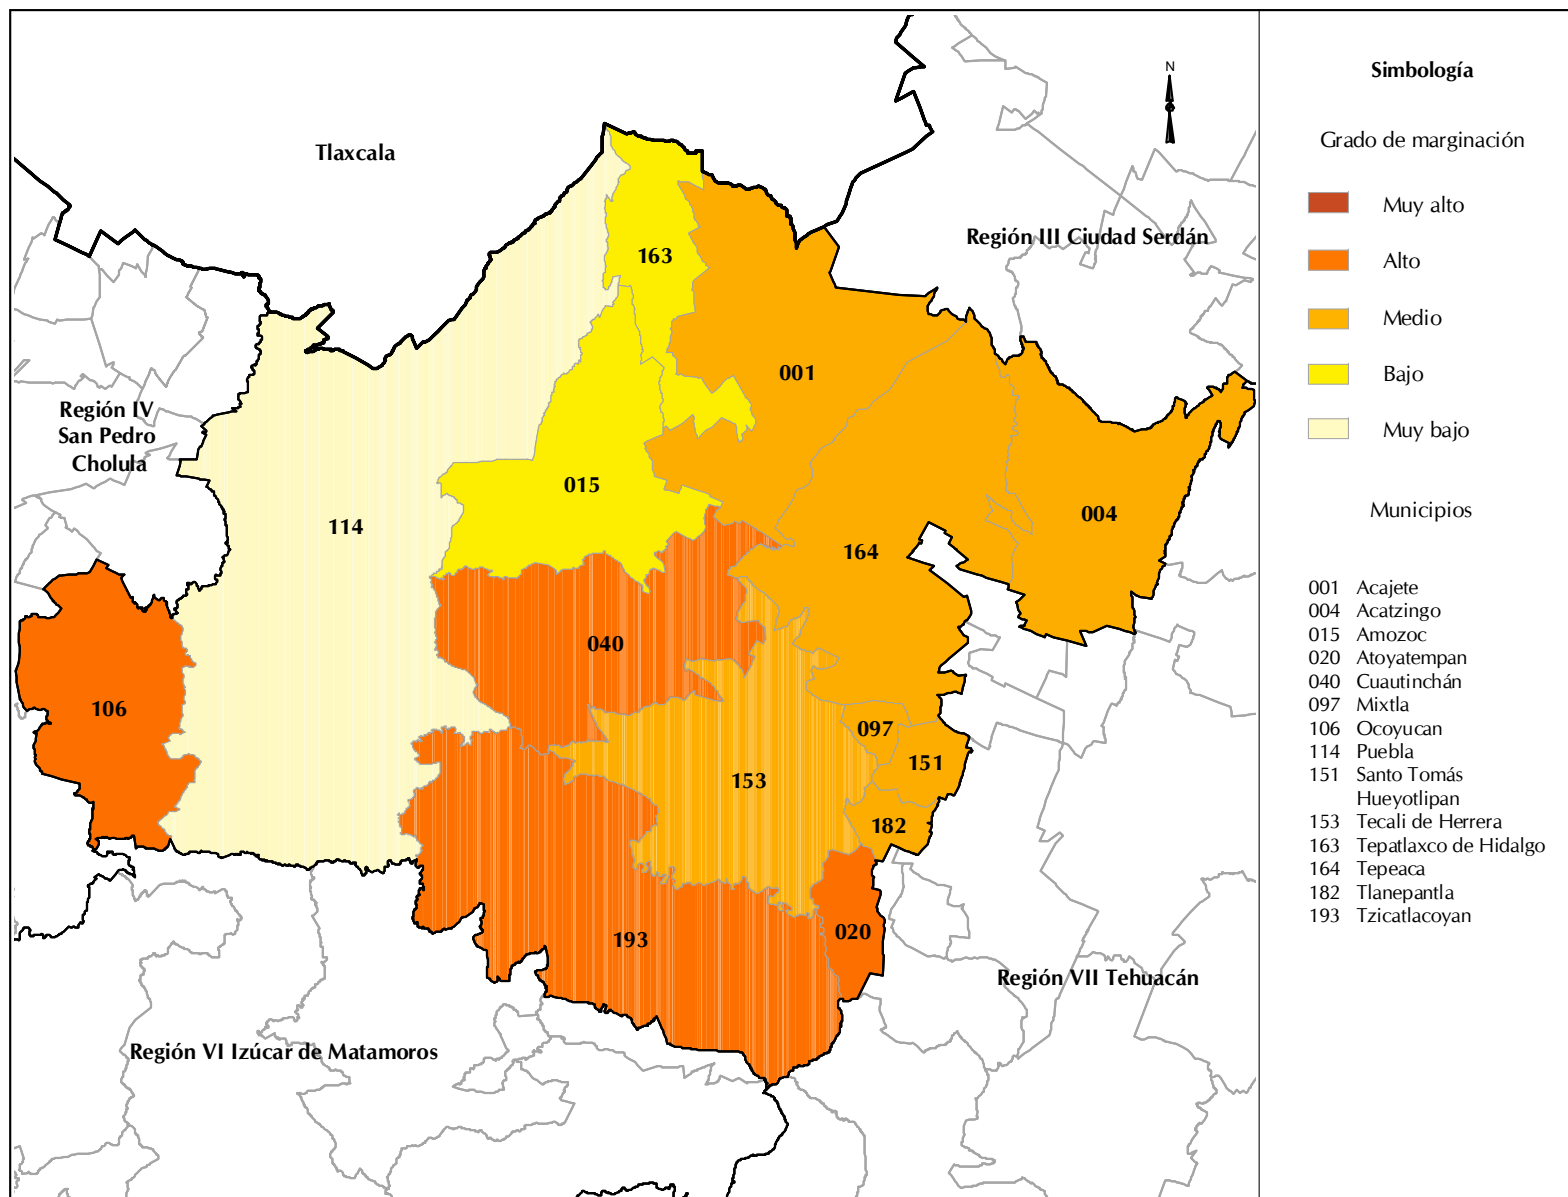 N
Tlaxcala
Región III Ciudad Serdán
163
001
Región IV
San Pedro
Cholula
015
004
114
164
040
106
097
151
153
182
020
193
Región VII Tehuacán
Región VI Izúcar de Matamoros
Simbología
Grado de marginación
Muy alto
Alto
Medio
Bajo
Muy bajo
Municipios
001 Acajete
004 Acatzingo
015 Amozoc
020 Atoyatempan
040 Cuautinchán
097 Mixtla
106 Ocoyucan
114 Puebla
151 Santo Tomás
Hueyotlipan
153 Tecali de Herrera
163 Tepatlaxco de Hidalgo
164 Tepeaca
182 Tlanepantla
193 Tzicatlacoyan